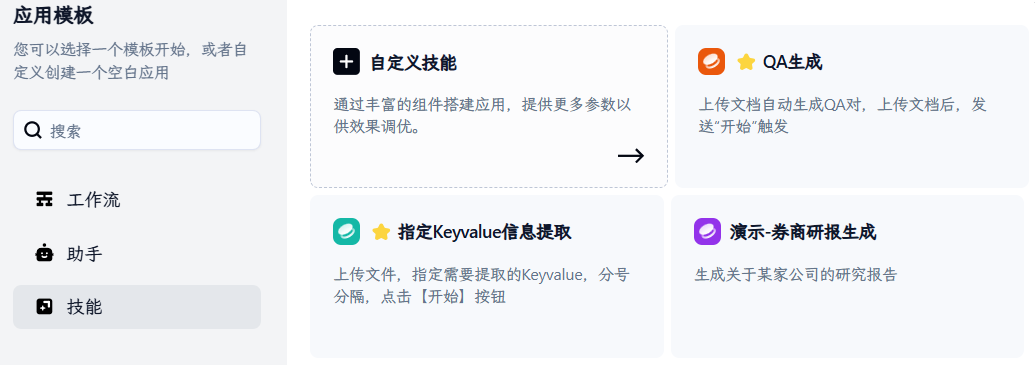 应用模板
您可以选择一个模板开始，或者自
定义创建一个空白应用
搜索
工作流
助手
技能
自定义技能
通过丰富的组件搭建应用，提供更多参数以
供效果调优。
QA生成
上传文档自动生成QA对，上传文档后，发
送“开始”触发
指定Keyvalue信息提取
上传文件，指定需要提取的Keyvalue，分号
分隔，点击【开始】按钮
演示-券商研报生成
生成关于某家公司的研究报告